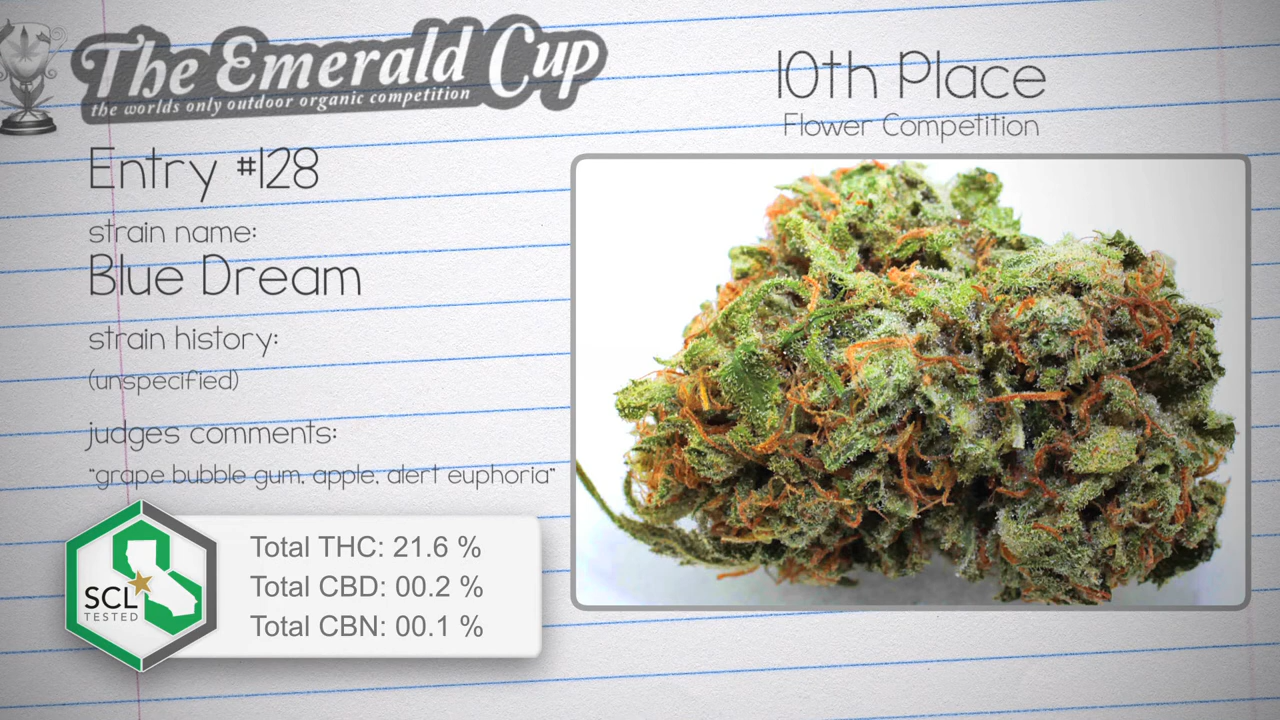 The Emerald Cup
the worlds only outdoor organic competition
10th Place
Flower Competition
Entry #128
strain name:
Blue Dream
strain history:
(unspecified)
judges comments:
"grape bubble gum, apple, alert euphoria"
SCL
TESTED
Total THC: 21.6 %
Total CBD: 00.2 %
Total CBN: 00.1 %